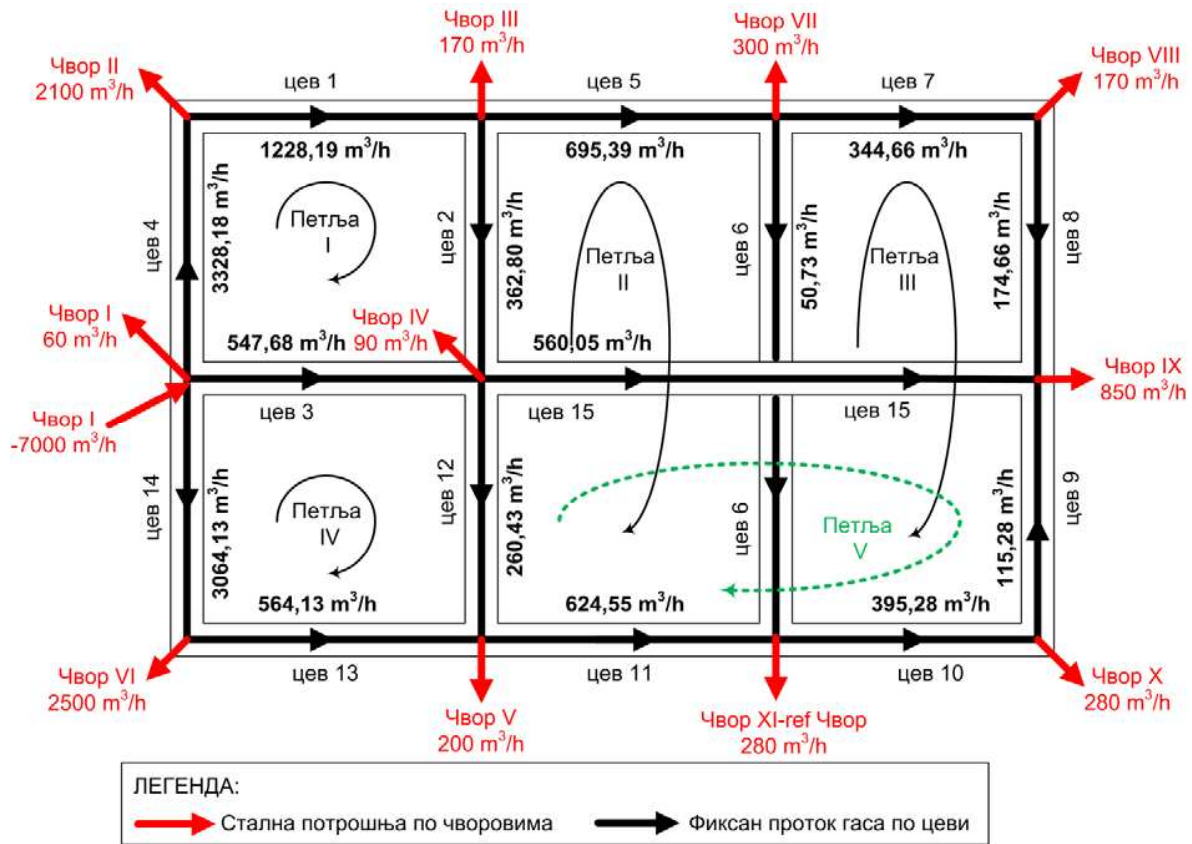 Чвор II
2100 m³/h
цев 1
Чвор III
170 m³/h
цев 5
Чвор VII
300 m³/h
цев 7
Чвор VIII
170 m³/h
1228,19 m³/h
695,39 m³/h
344,66 m³/h
цев 4
3328,18 m³/h
Петља
I
цев 2
362,80 m³/h
Петља
II
цев 6
50,73 m³/h
Петља
III
174,66 m³/h
цев 8
Чвор I
60 m³/h
547,68 m³/h
Чвор IV
90 m³/h
560,05 m³/h
Чвор IX
850 m³/h
Чвор I
-7000 m³/h
цев 3
цев 15
цев 15
цев 14
3064,13 m³/h
Петља
IV
цев 12
260,43 m³/h
цев 6
Петља
V
115,28 m³/h
цев 9
564,13 m³/h
624,55 m³/h
395,28 m³/h
Чвор VI
2500 m³/h
цев 13
Чвор V
200 m³/h
цев 11
Чвор XI-ref Чвор
280 m³/h
цев 10
Чвор X
280 m³/h
ЛЕГЕНДА:
Стална потрошња по чворовима
Фиксан проток гаса по цеви